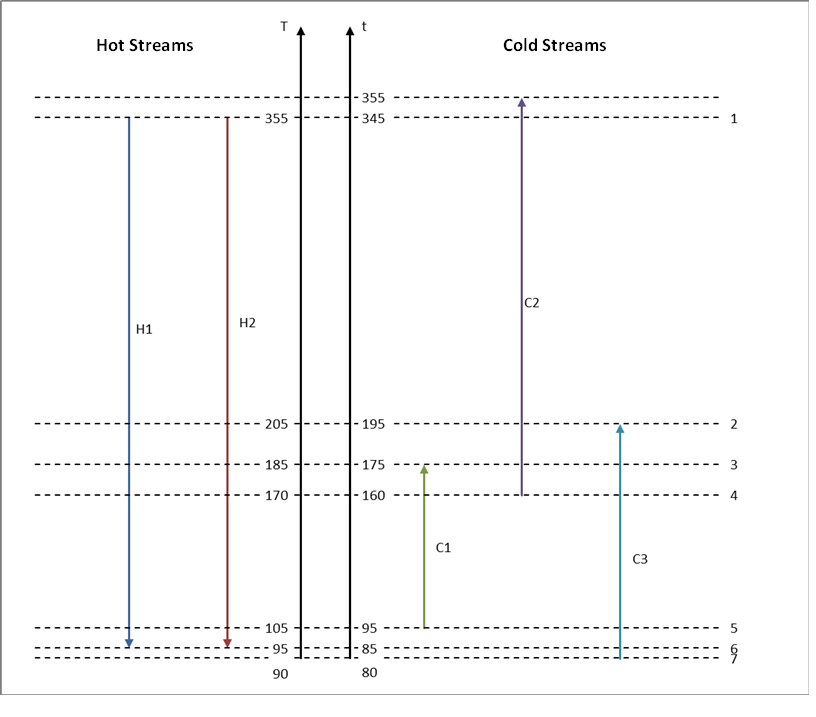 T t
Hot Streams Cold Streams
355
355 345 1
C2
H2
H1
205 195 2
185 175 3
170 160 4
C1
C3
105 95 5
95 85 6
7
90 80